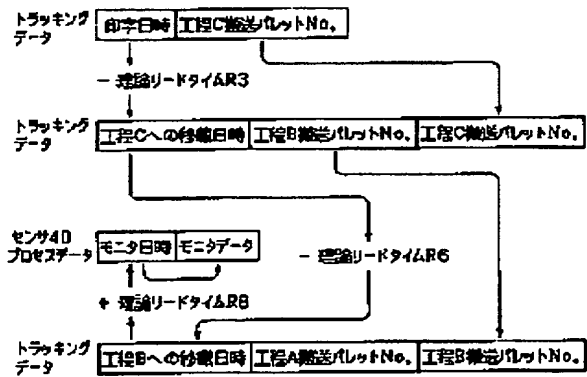 トラッキング
データ
印字日時 工程C搬送パレットNo.
− 理論リードタイムR3
トラッキング
データ
工程Cへの移載日時 工程B搬送パレットNo. 工程C搬送パレットNo.
センサ4D
プロセスデータ
モニタ日時 モニタデータ
− 理論リードタイムR6
+ 理論リードタイムR8
トラッキング
データ
工程Bへの移載日時 工程A搬送パレットNo. 工程B搬送パレットNo.